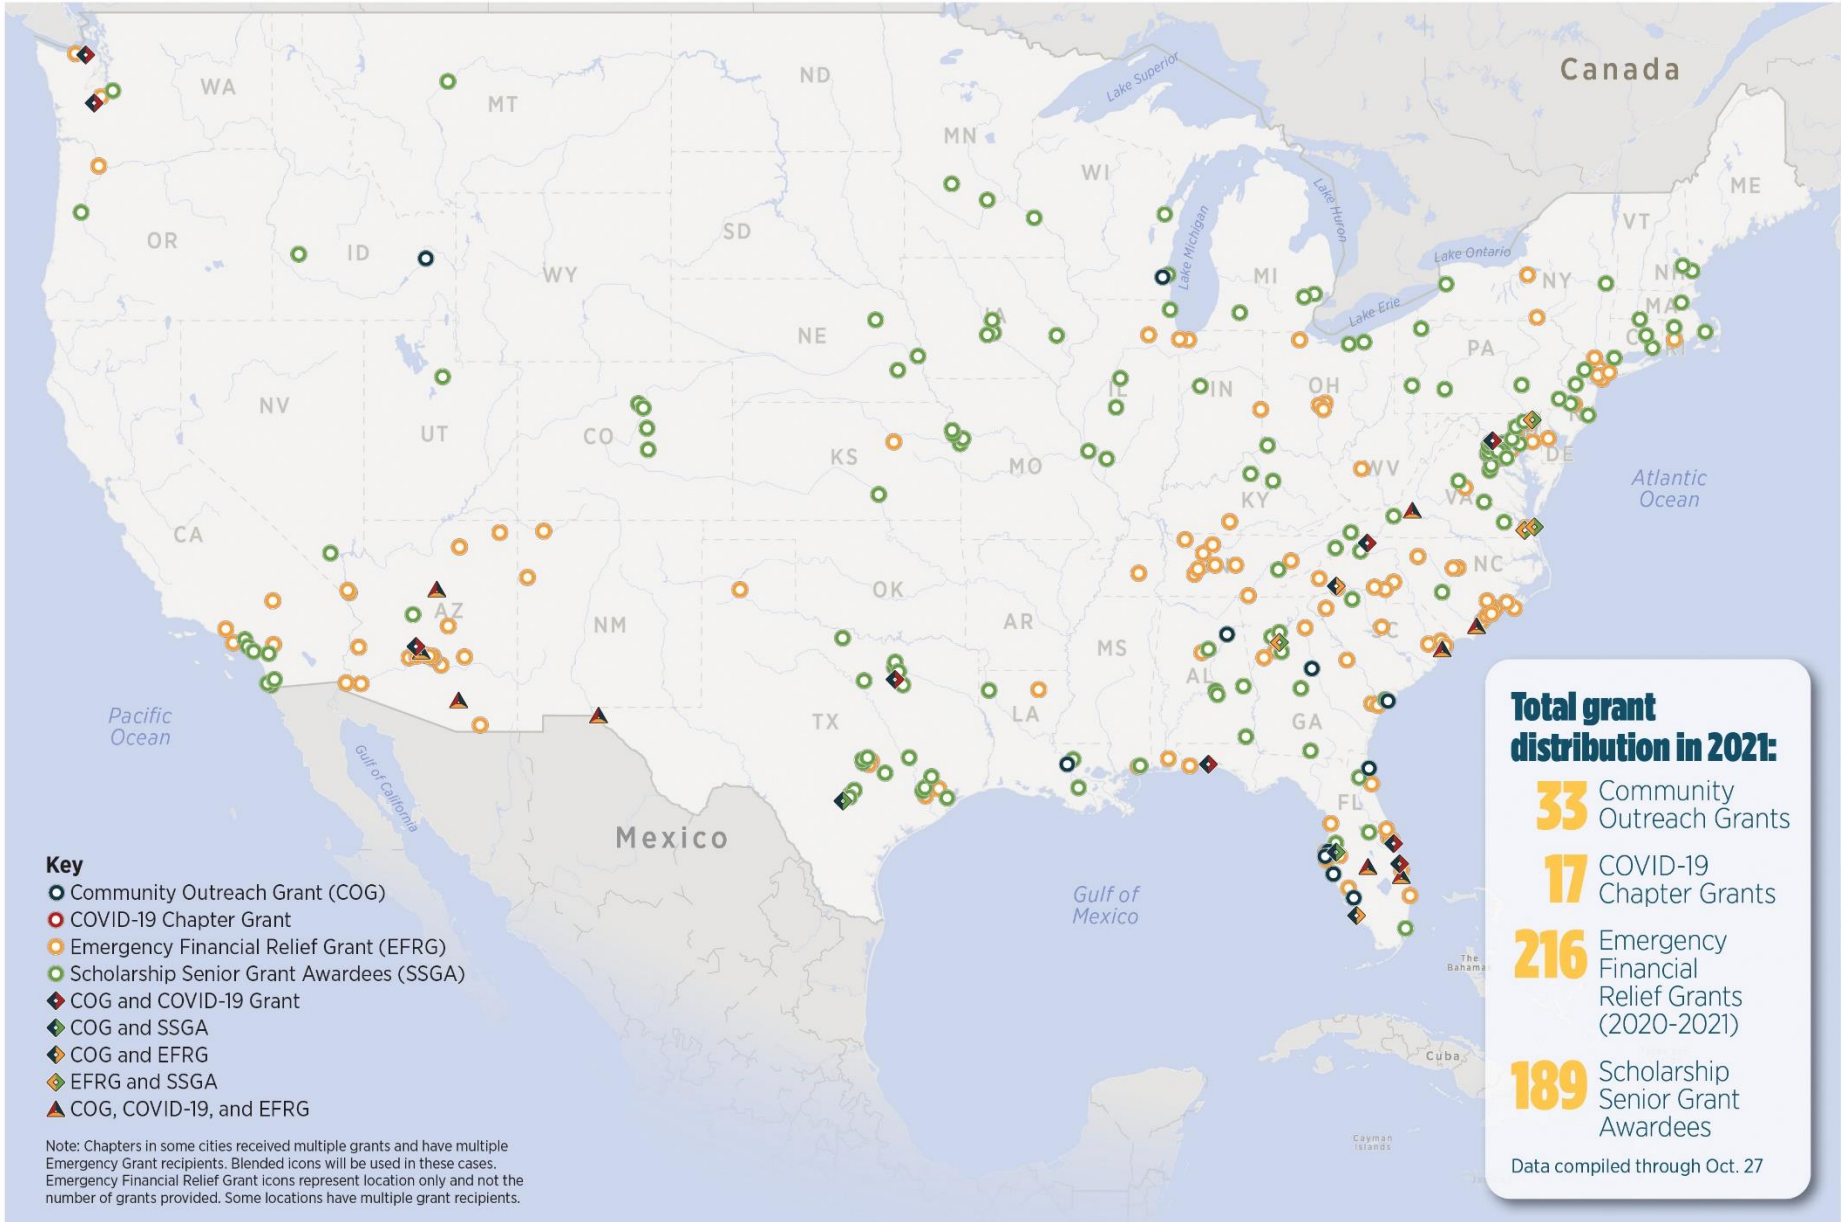 Canada
Lake Superior
Lake Huron
Lake Michigan
Lake Ontario
Lake Erie
WA
MT
ND
MN
WI
ME
VT
OR
ID
WY
SD
MI
NY
NE
PA
NV
UT
CO
KS
MO
IL
IN
OH
WV
DE
KY
CA
AZ
NM
OK
AR
NC
SC
MS
AL
GA
TX
LA
FL
Pacific
Ocean
Atlantic
Ocean
Gulf of California
Mexico
Gulf of
Mexico
The
Cuba
Cayman
Islands
Key
Community Outreach Grant (COG)
COVID-19 Chapter Grant
Emergency Financial Relief Grant (EFRG)
Scholarship Senior Grant Awardees (SSGA)
COG and COVID-19 Grant
COG and SSGA
COG and EFRG
EFRG and SSGA
COG, COVID-19, and EFRG
Note: Chapters in some cities received multiple grants and have multiple
Emergency Grant recipients. Blended icons will be used in these cases.
Emergency Financial Relief Grant icons represent location only and not the
number of grants provided. Some locations have multiple grant recipients.
Total grant
distribution in 2021:
33 Community
Outreach Grants
17 COVID-19
Chapter Grants
216 Emergency
Financial
Relief Grants
(2020-2021)
189 Scholarship
Senior Grant
Awardees
Data compiled through Oct. 27